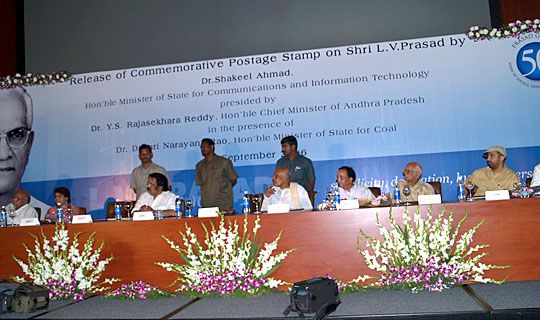 Release of Commemorative Postage Stamp on Shri L.V.Prasad by
Dr.Shakeel Ahmad,
Hon'ble Minister of State for Communications and Information Technology
presided by
Dr. Y.S. Rajasekhara Reddy, Hon'ble Chief Minister of Andhra Pradesh
in the presence of
Narayan Hon'ble Minister of State for Coal
September
PRASAD
50